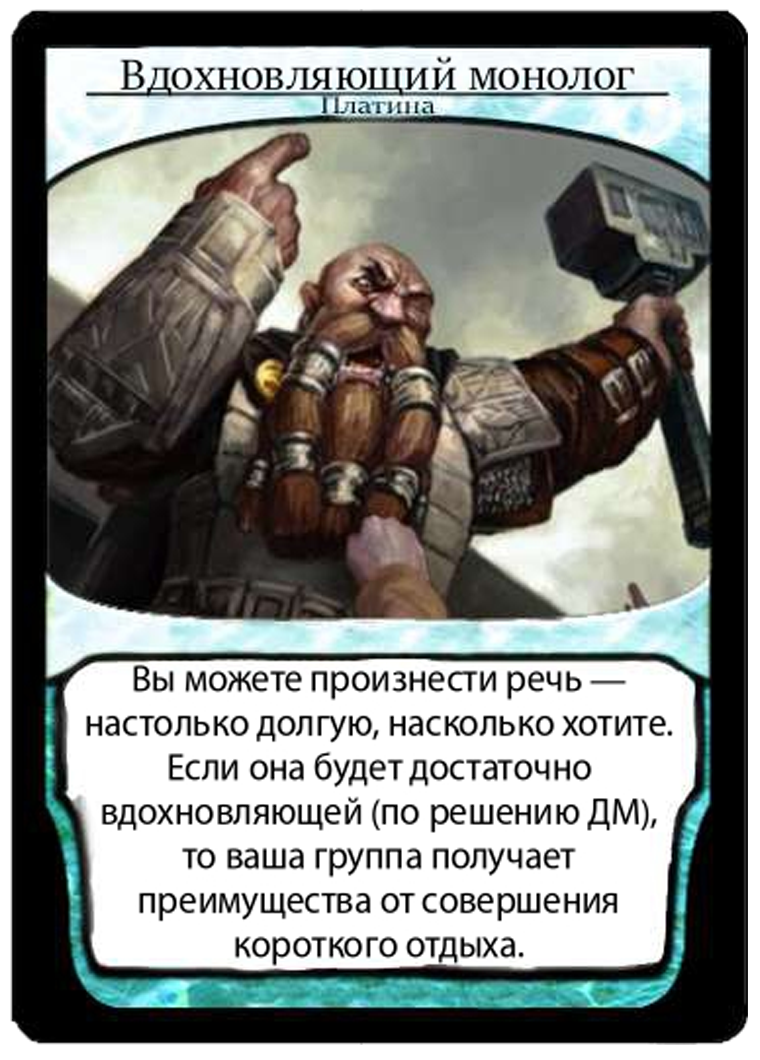 Вдохновляющий монолог
Платина
Вы можете произнести речь —
настолько долгую, насколько хотите.
Если она будет достаточно
вдохновляющей (по решению ДМ),
то ваша группа получает
преимущества от совершения
короткого отдыха.